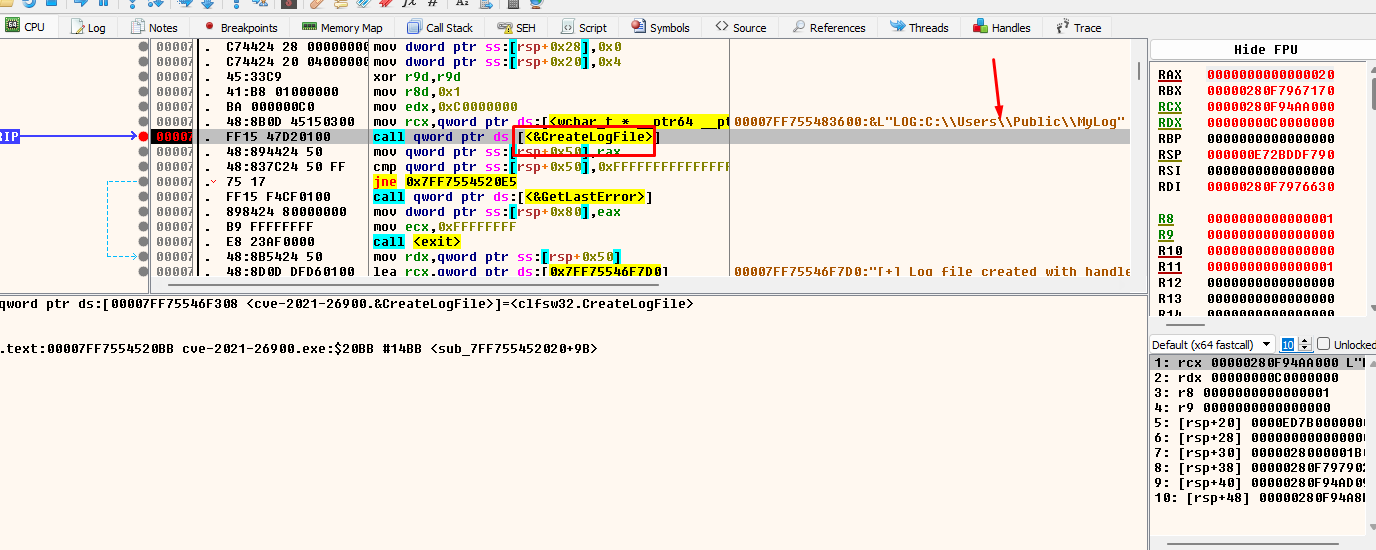 CPU Log Notes Breakpoints Memory Map Call Stack SEH Script Symbols Source References Threads Handles Trace
00007 . C74424 28 00000000 mov dword ptr ss:[rsp+0x28],0x0
00007 . C74424 20 04000000 mov dword ptr ss:[rsp+0x20],0x4
00007 . 45:33C9 xor r9d,r9d
00007 . 41:B8 01000000 mov r8d,0x1
00007 . BA 000000C0 mov edx,0xC0000000
00007 . 48:8B0D 45150300 mov rcx,qword ptr ds:[<wchar_t * __ptr64 __pt 00007FF755483600:&L"LOG:C:\\Users\\Public\\MyLog"
RIP 00007 . FF15 47D20100 call qword ptr ds:[<&CreateLogFile>]
00007 . 48:894424 50 mov qword ptr ss:[rsp+0x50],rax
00007 . 48:837C24 50 FF cmp qword ptr ss:[rsp+0x50],0xFFFFFFFFFFFFFFF
00007 . 75 17 jne 0x7FF7554520E5
00007 . FF15 F4CF0100 call qword ptr ds:[<&GetLastError>]
00007 . 898424 80000000 mov dword ptr ss:[rsp+0x80],eax
00007 . B9 FFFFFFFF mov ecx,0xFFFFFFFF
00007 . E8 23AF0000 call <exit>
00007 . 48:8B5424 50 mov rdx,qword ptr ss:[rsp+0x50]
00007 . 48:8D0D DFD60100 lea rcx,qword ptr ds:[0x7FF75546F7D0] 00007FF75546F7D0:"[+] Log file created with handle
qword ptr ds:[00007FF75546F308 <cve-2021-26900.&CreateLogFile>]=<clfsw32.CreateLogFile>
.text:00007FF7554520BB cve-2021-26900.exe:$20BB #14BB <sub_7FF755452020+9B>
Hide FPU
RAX 0000000000000020
RBX 00000280F7967170
RCX 00000280F94AA000
RDX 00000000C0000000
RBP 0000000000000000
RSP 000000E72BDDF790
RSI 0000000000000000
RDI 00000280F7976630
R8 0000000000000001
R9 0000000000000000
R10 0000000000000000
R11 0000000000000001
R12 0000000000000000
R13 0000000000000000
R14 0000000000000000
Default (x64 fastcall) 10 Unlocked
1: rcx 00000280F94AA000 L"
2: rdx 00000000C0000000
3: r8 0000000000000001
4: r9 0000000000000000
5: [rsp+20] 0000ED7B0000000
6: [rsp+28] 000000000000000
7: [rsp+30] 0000028000001B
8: [rsp+38] 00000280F797902
9: [rsp+40] 00000280F94AD09
10: [rsp+48] 00000280F94A8